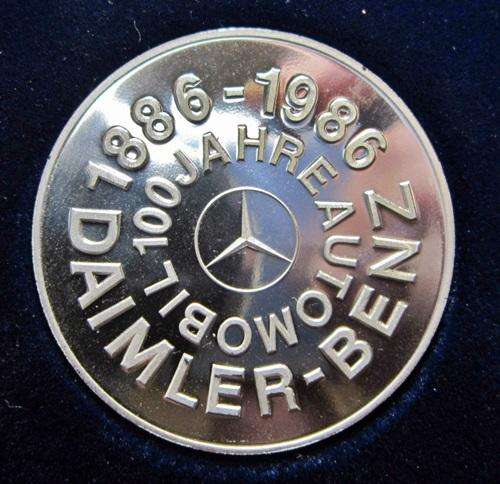 1886-1986
DAIMLER-BENZ
100 JAHRE AUTOMOBIL